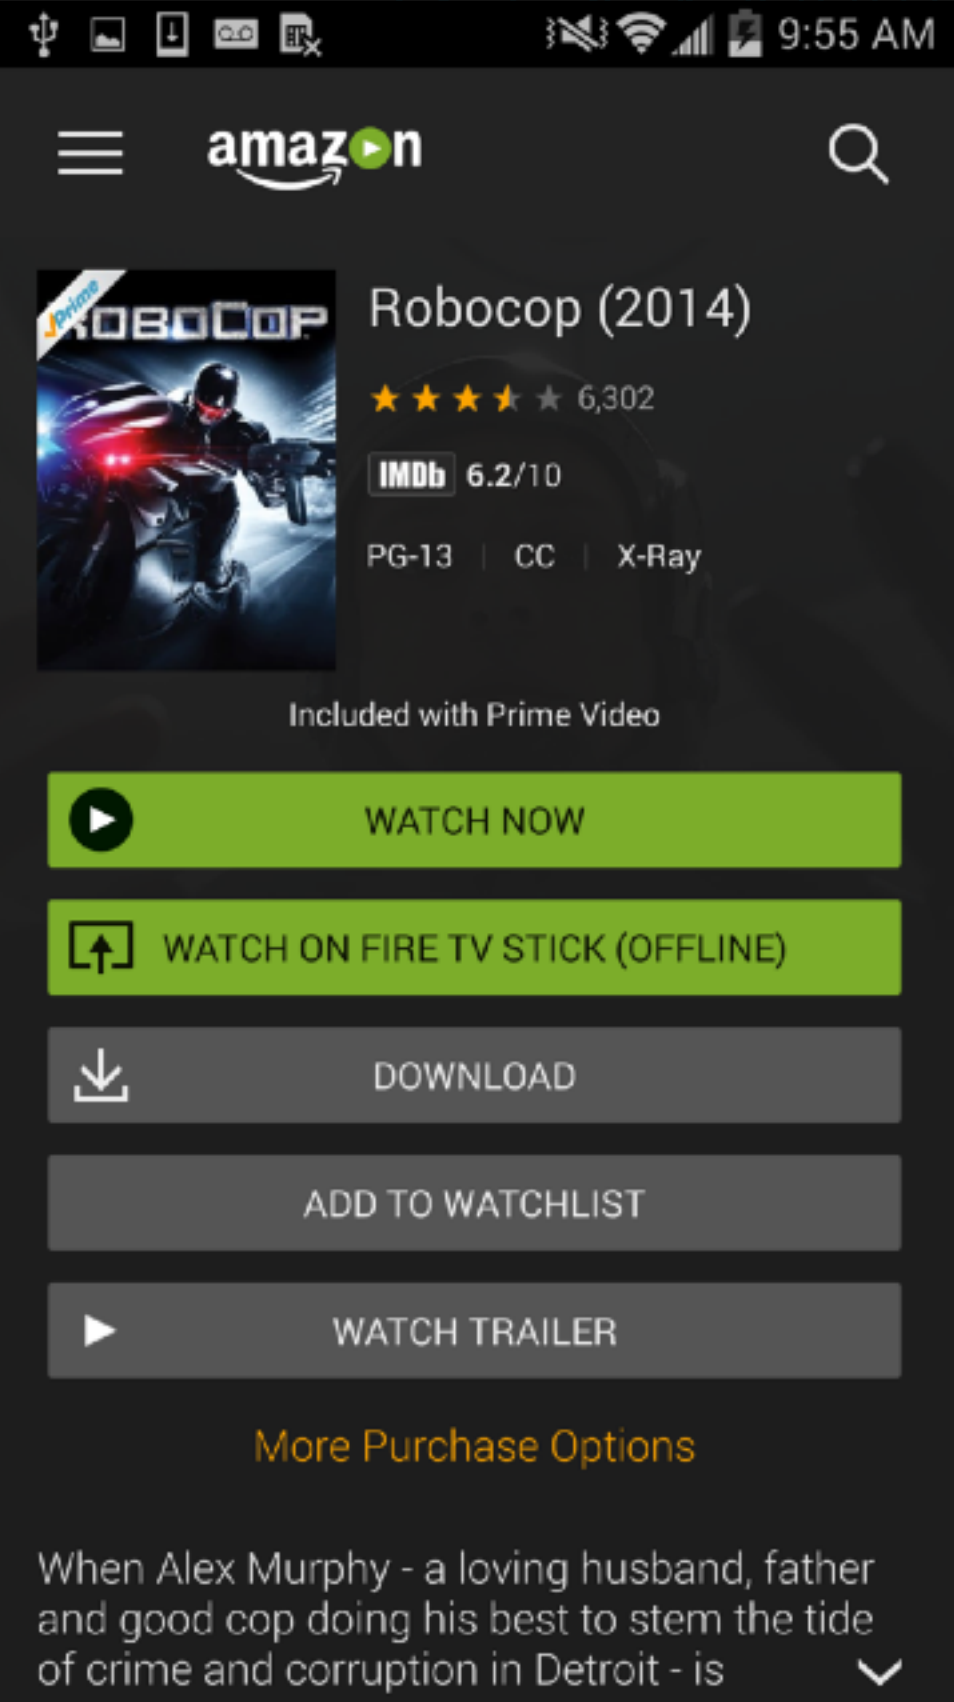 9:55 AM
amazon
Prime
ROBOCOP
Robocop (2014)
6,302
IMDb 6.2/10
PG-13 | CC | X-Ray
Included with Prime Video
WATCH NOW
WATCH ON FIRE TV STICK (OFFLINE)
DOWNLOAD
ADD TO WATCHLIST
WATCH TRAILER
More Purchase Options
When Alex Murphy - a loving husband, father
and good cop doing his best to stem the tide
of crime and corruption in Detroit - is